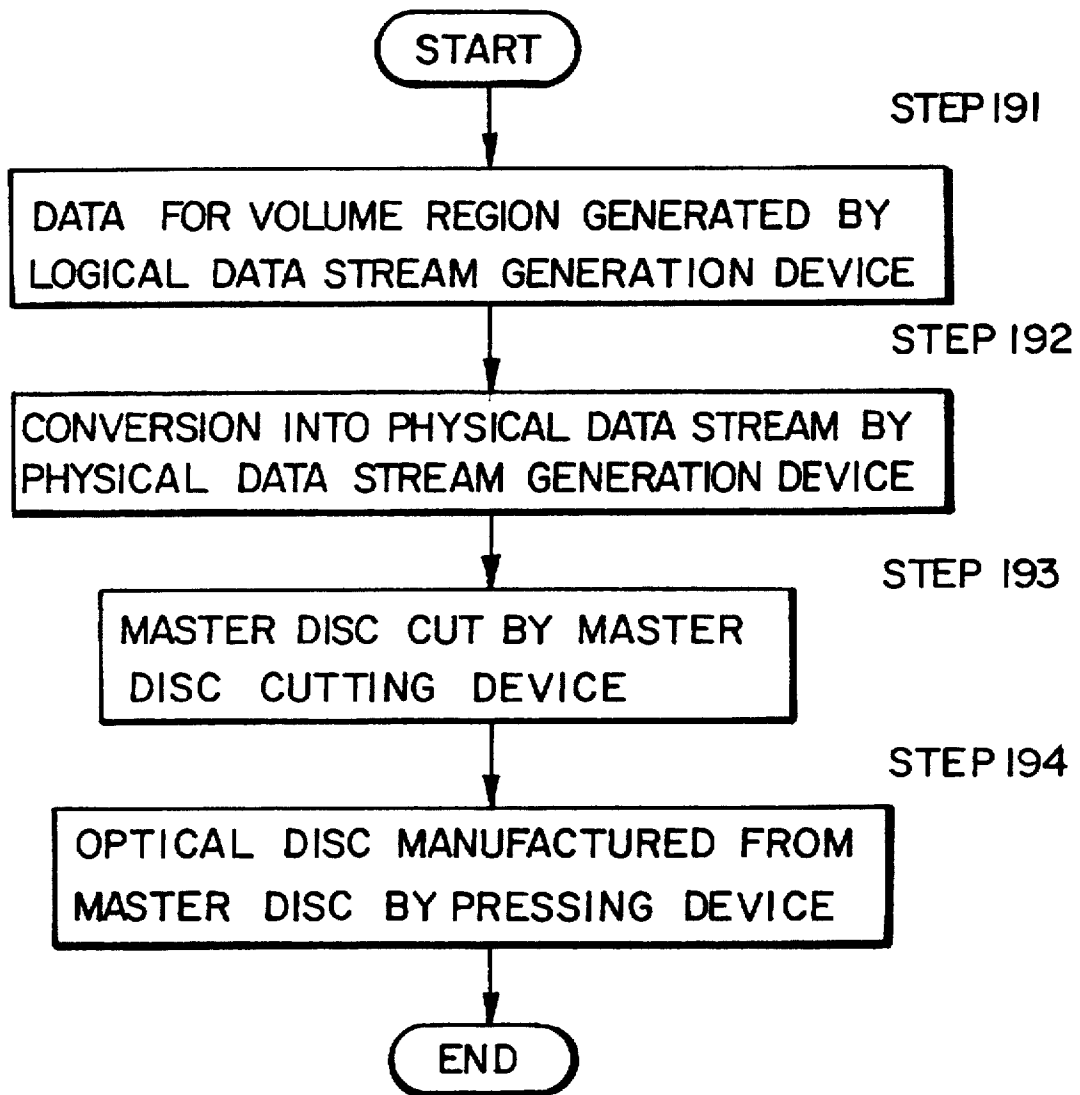 START
STEP 191
DATA FOR VOLUME REGION GENERATED BY
LOGICAL DATA STREAM GENERATION DEVICE
STEP 192
CONVERSION INTO PHYSICAL DATA STREAM BY
PHYSICAL DATA STREAM GENERATION DEVICE
STEP 193
MASTER DISC CUT BY MASTER
DISC CUTTING DEVICE
STEP 194
OPTICAL DISC MANUFACTURED FROM
MASTER DISC BY PRESSING DEVICE
END